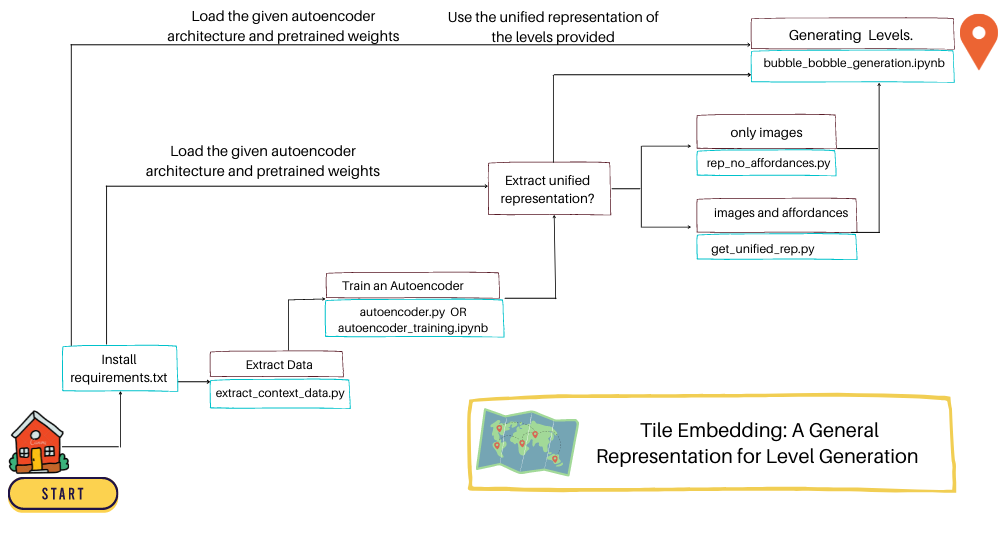 Load the given autoencoder
architecture and pretrained weights
Use the unified representation of
the levels provided
Generating Levels.
bubble_bobble_generation.ipynb
only images
rep_no_affordances.py
Load the given autoencoder
architecture and pretrained weights
Extract unified
representation?
images and affordances
get_unified_rep.py
Train an Autoencoder
autoencoder.py OR
autoencoder_training.ipynb
Install
requirements.txt
Extract Data
extract_context_data.py
START
Tile Embedding: A General
Representation for Level Generation